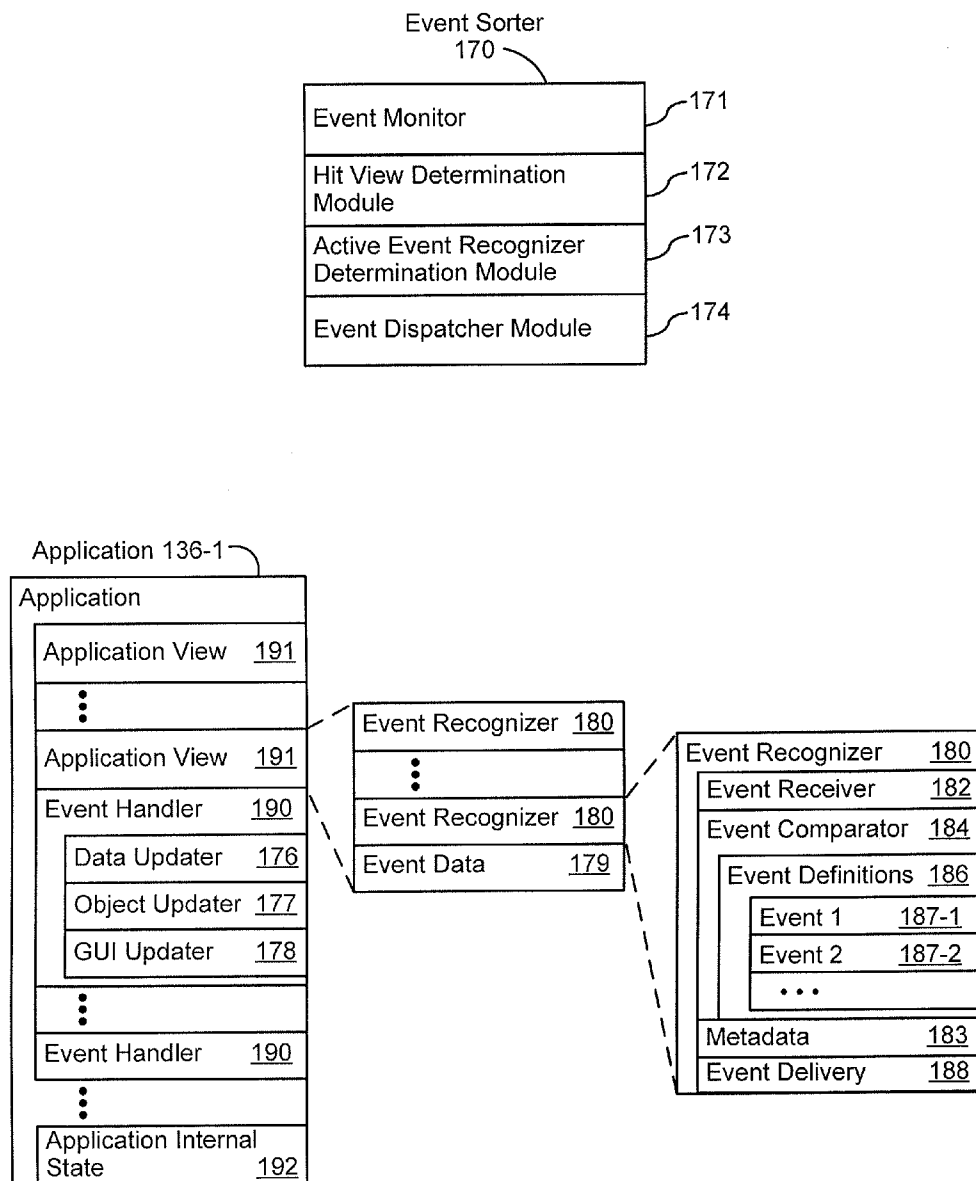 Event Sorter
170
Event Monitor
171
Hit View Determination
Module
172
Active Event Recognizer
Determination Module
173
Event Dispatcher Module
174
Application 136-1
Application
Application View 191
Application View 191
Event Handler 190
Data Updater 176
Object Updater 177
GUI Updater 178
Event Handler 190
Application Internal
State 192
Event Recognizer 180
Event Recognizer 180
Event Data 179
Event Recognizer 180
Event Receiver 182
Event Comparator 184
Event Definitions 186
Event 1 187-1
Event 2 187-2
Metadata 183
Event Delivery 188